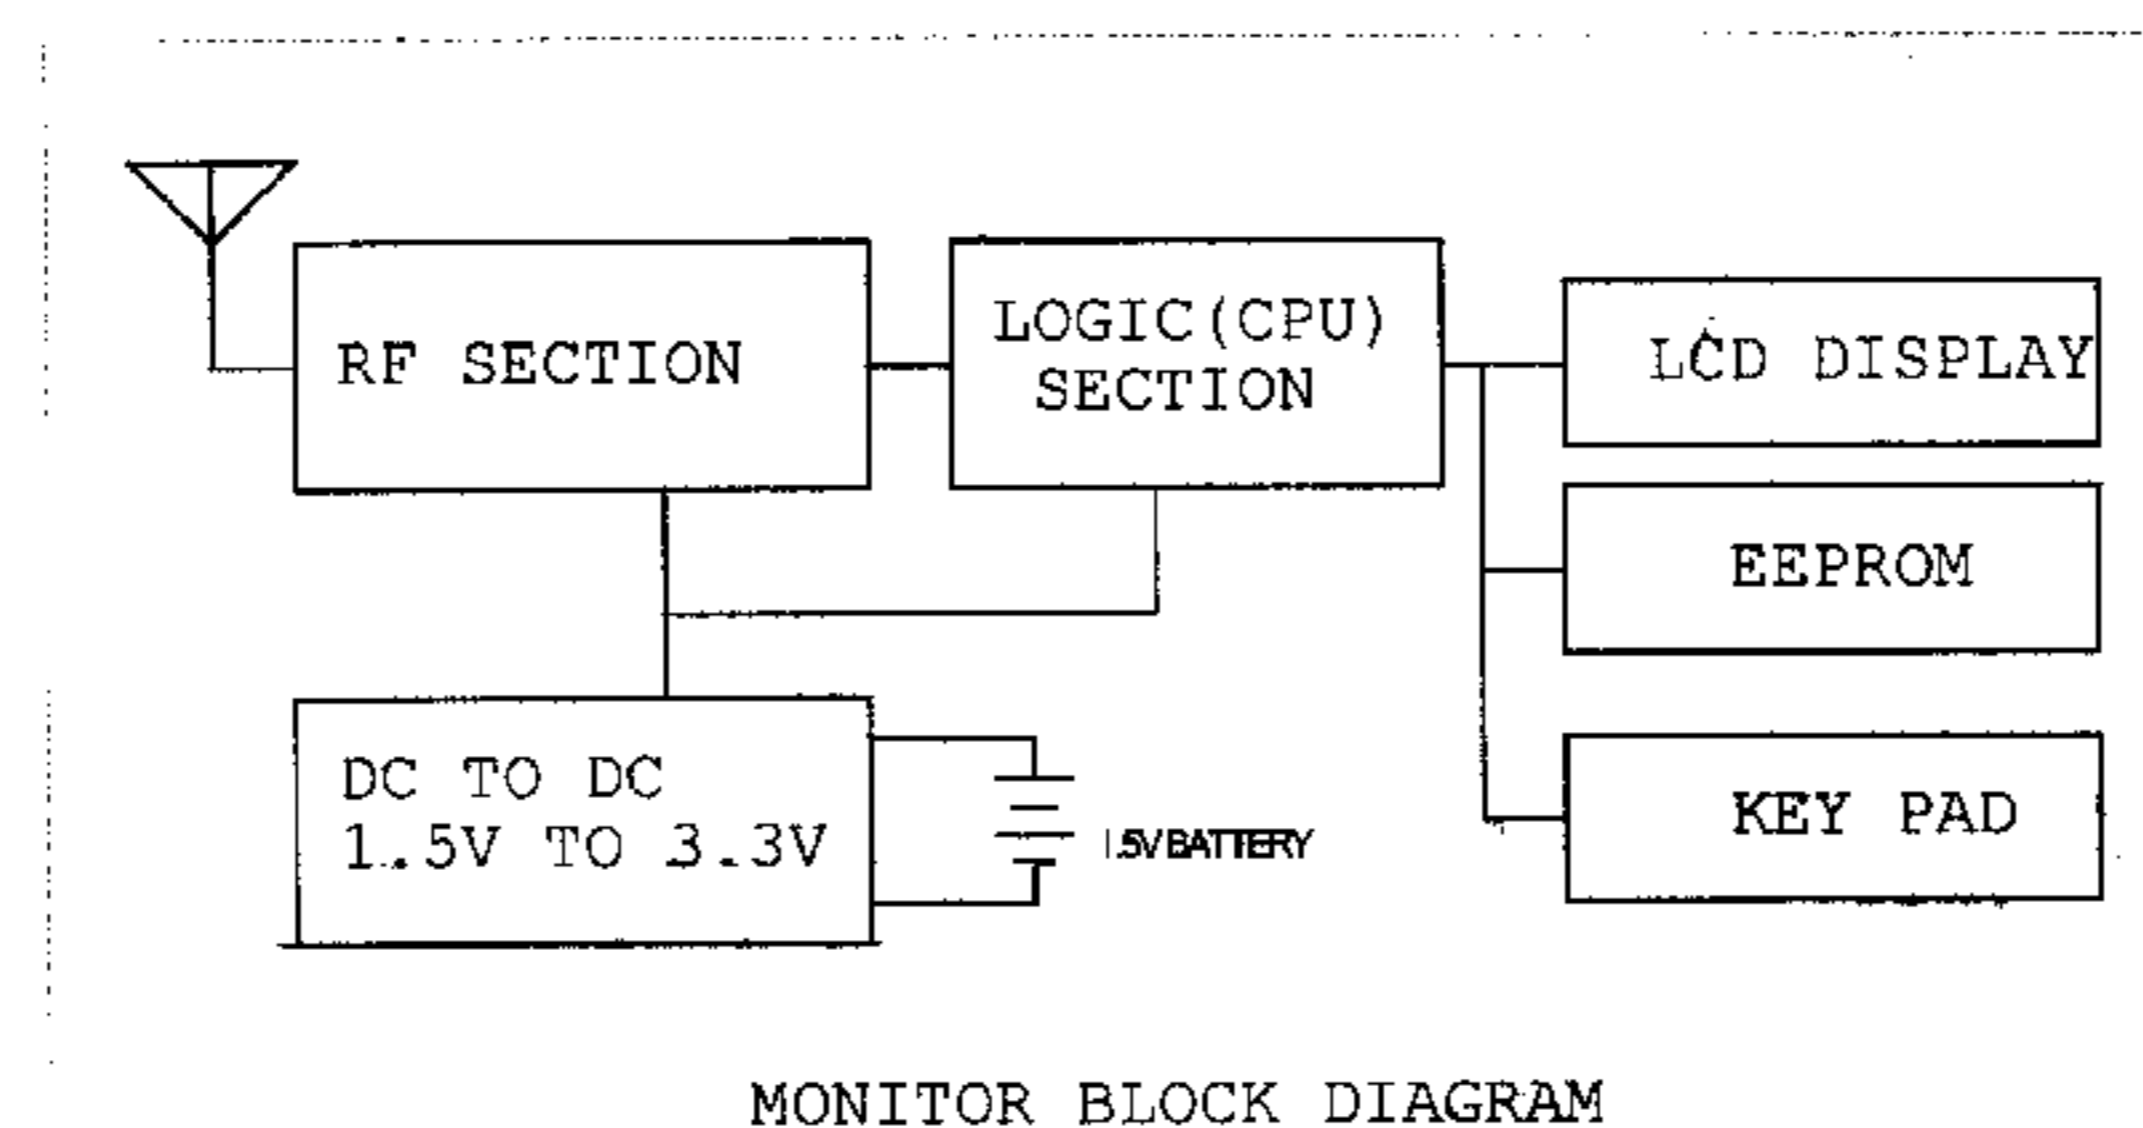 RF SECTION
LOGIC(CPU)
SECTION
LCD DISPLAY
EEPROM
KEY PAD
DC TO DC
1.5V TO 3.3V
1.5V BATTERY
MONITOR BLOCK DIAGRAM